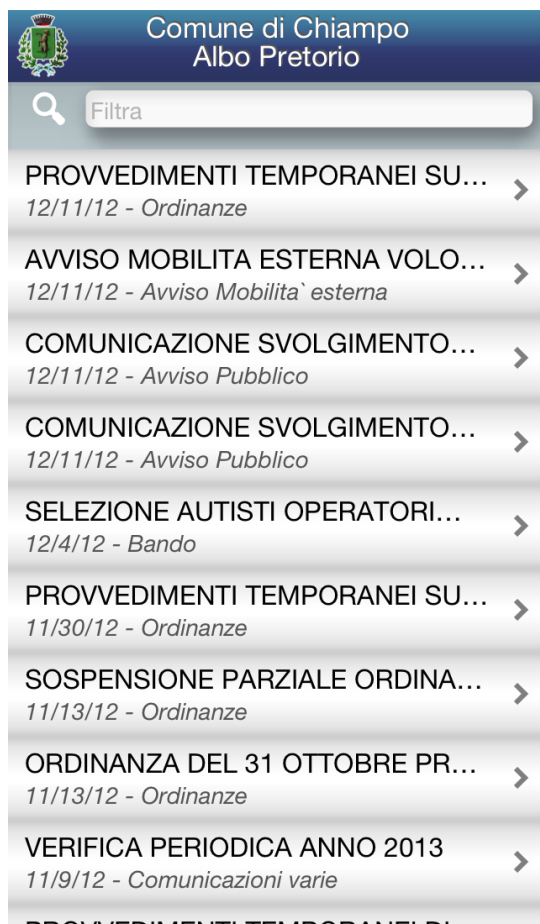 Comune di Chiampo
Albo Pretorio
Filtra
PROVVEDIMENTI TEMPORANEI SU...
12/11/12 - Ordinanze
AVVISO MOBILITA ESTERNA VOLO...
12/11/12 - Avviso Mobilita` esterna
COMUNICAZIONE SVOLGIMENTO...
12/11/12 - Avviso Pubblico
COMUNICAZIONE SVOLGIMENTO...
12/11/12 - Avviso Pubblico
SELEZIONE AUTISTI OPERATORI...
12/4/12 - Bando
PROVVEDIMENTI TEMPORANEI SU...
11/30/12 - Ordinanze
SOSPENSIONE PARZIALE ORDINA...
11/13/12 - Ordinanze
ORDINANZA DEL 31 OTTOBRE PR...
11/13/12 - Ordinanze
VERIFICA PERIODICA ANNO 2013
11/9/12 - Comunicazioni varie